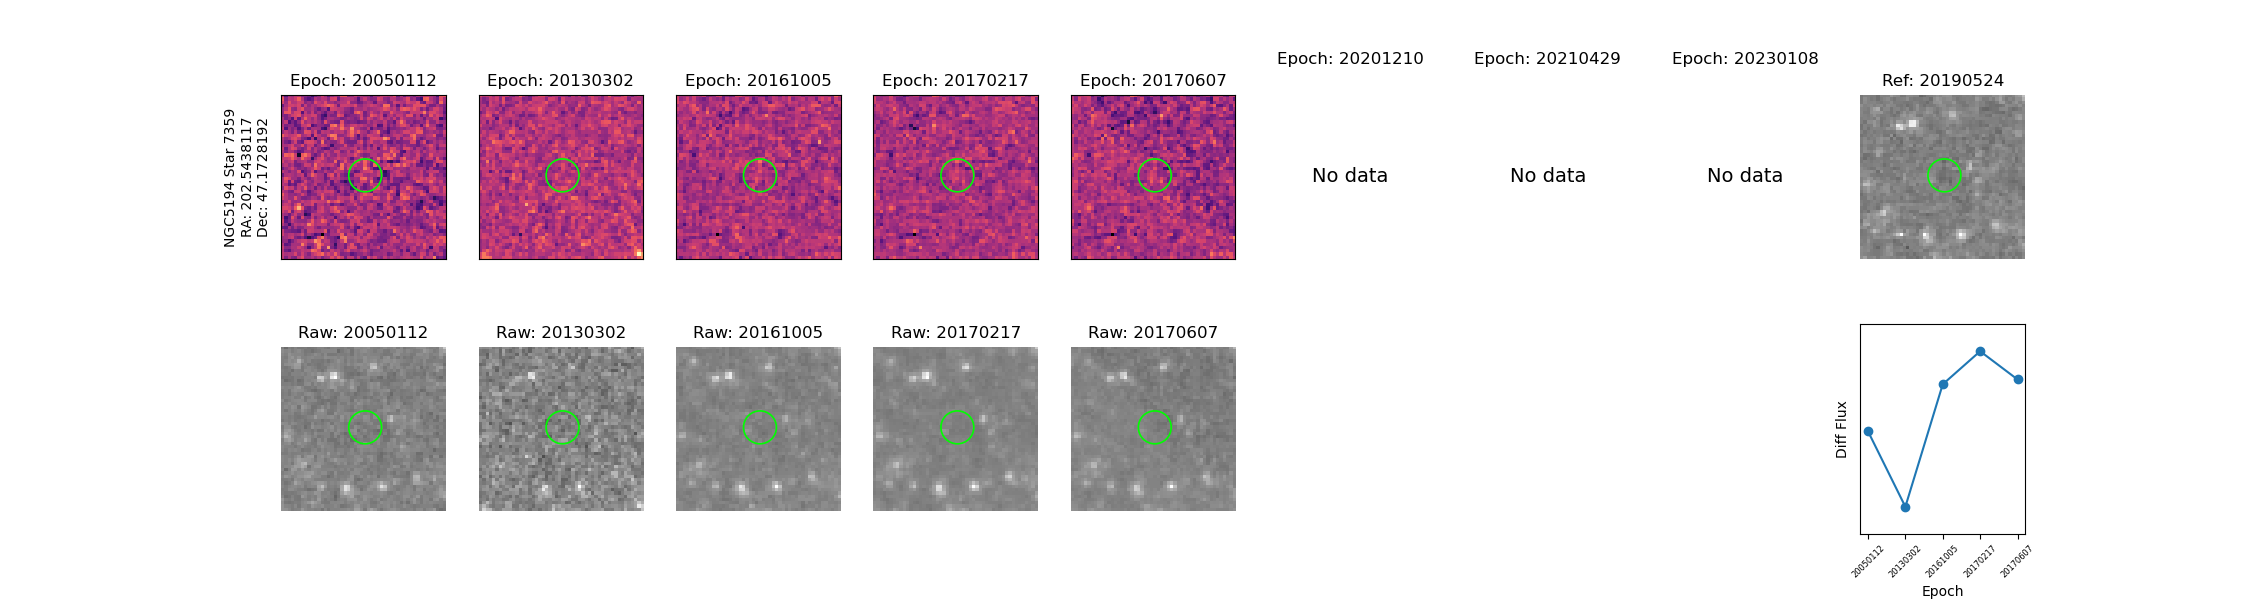 Epoch: 20050112
Epoch: 20130302
Epoch: 20161005
Epoch: 20170217
Epoch: 20170607
Epoch: 20201210
Epoch: 20210429
Epoch: 20230108
Ref: 20190524
NGC5194 Star 7359
RA: 202.5438117
Dec: 47.1728192
No data
No data
No data
Raw: 20050112
Raw: 20130302
Raw: 20161005
Raw: 20170217
Raw: 20170607
Diff Flux
20050112
20130302
20161005
20170217
20170607
Epoch